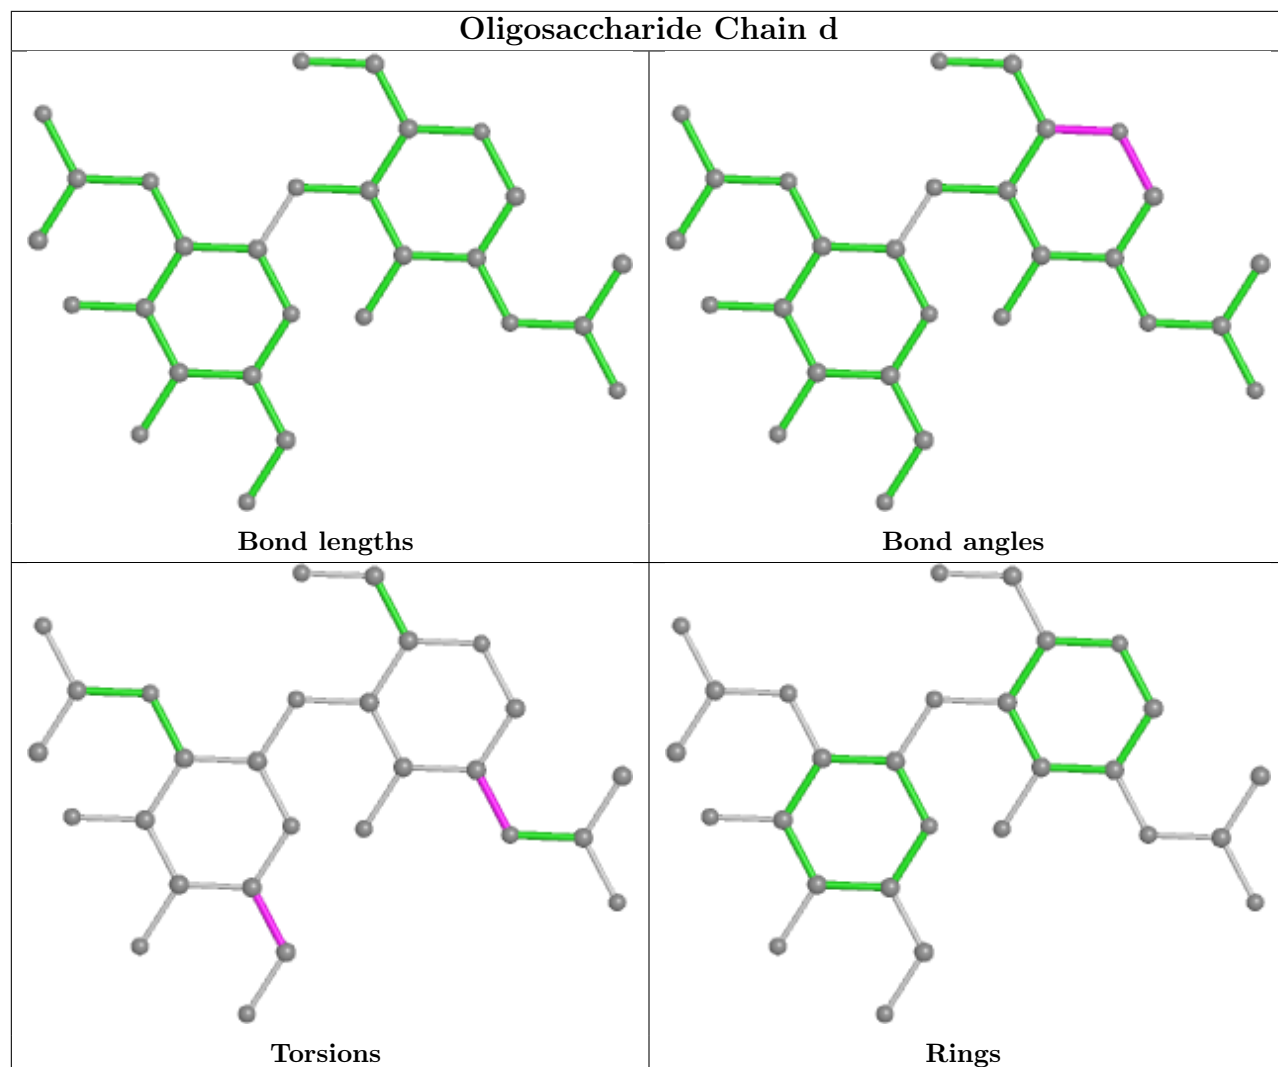 Oligosaccharide Chain d
Bond lengths
Bond angles
Torsions
Rings